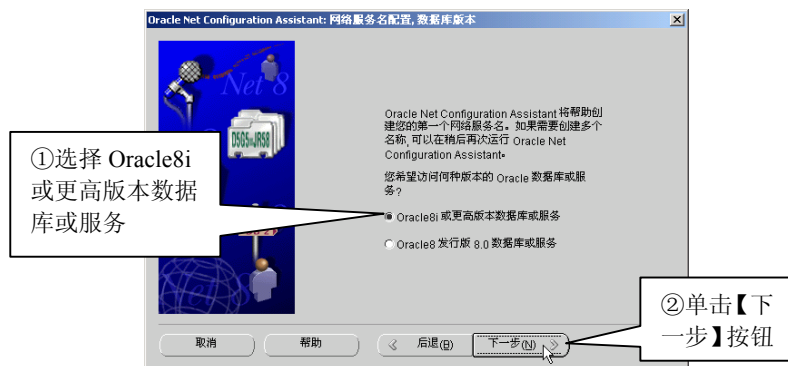 Oracle Net Configuration Assistant: 网络服务名配置, 数据库版本
Net 8
D5G5=JR58
Oracle Net Configuration Assistant 将帮助创
建您的第一个网络服务名。如果需要创建多个
名称, 可以在稍后再次运行 Oracle Net
Configuration Assistant。
您希望访问何种版本的 Oracle 数据库或服
务?
Oracle8i 或更高版本数据库或服务
Oracle8 发行版 8.0 数据库或服务
①选择 Oracle8i
或更高版本数据
库或服务
②单击【下
一步】按钮
取消
帮助
后退(B)
下一步(N)